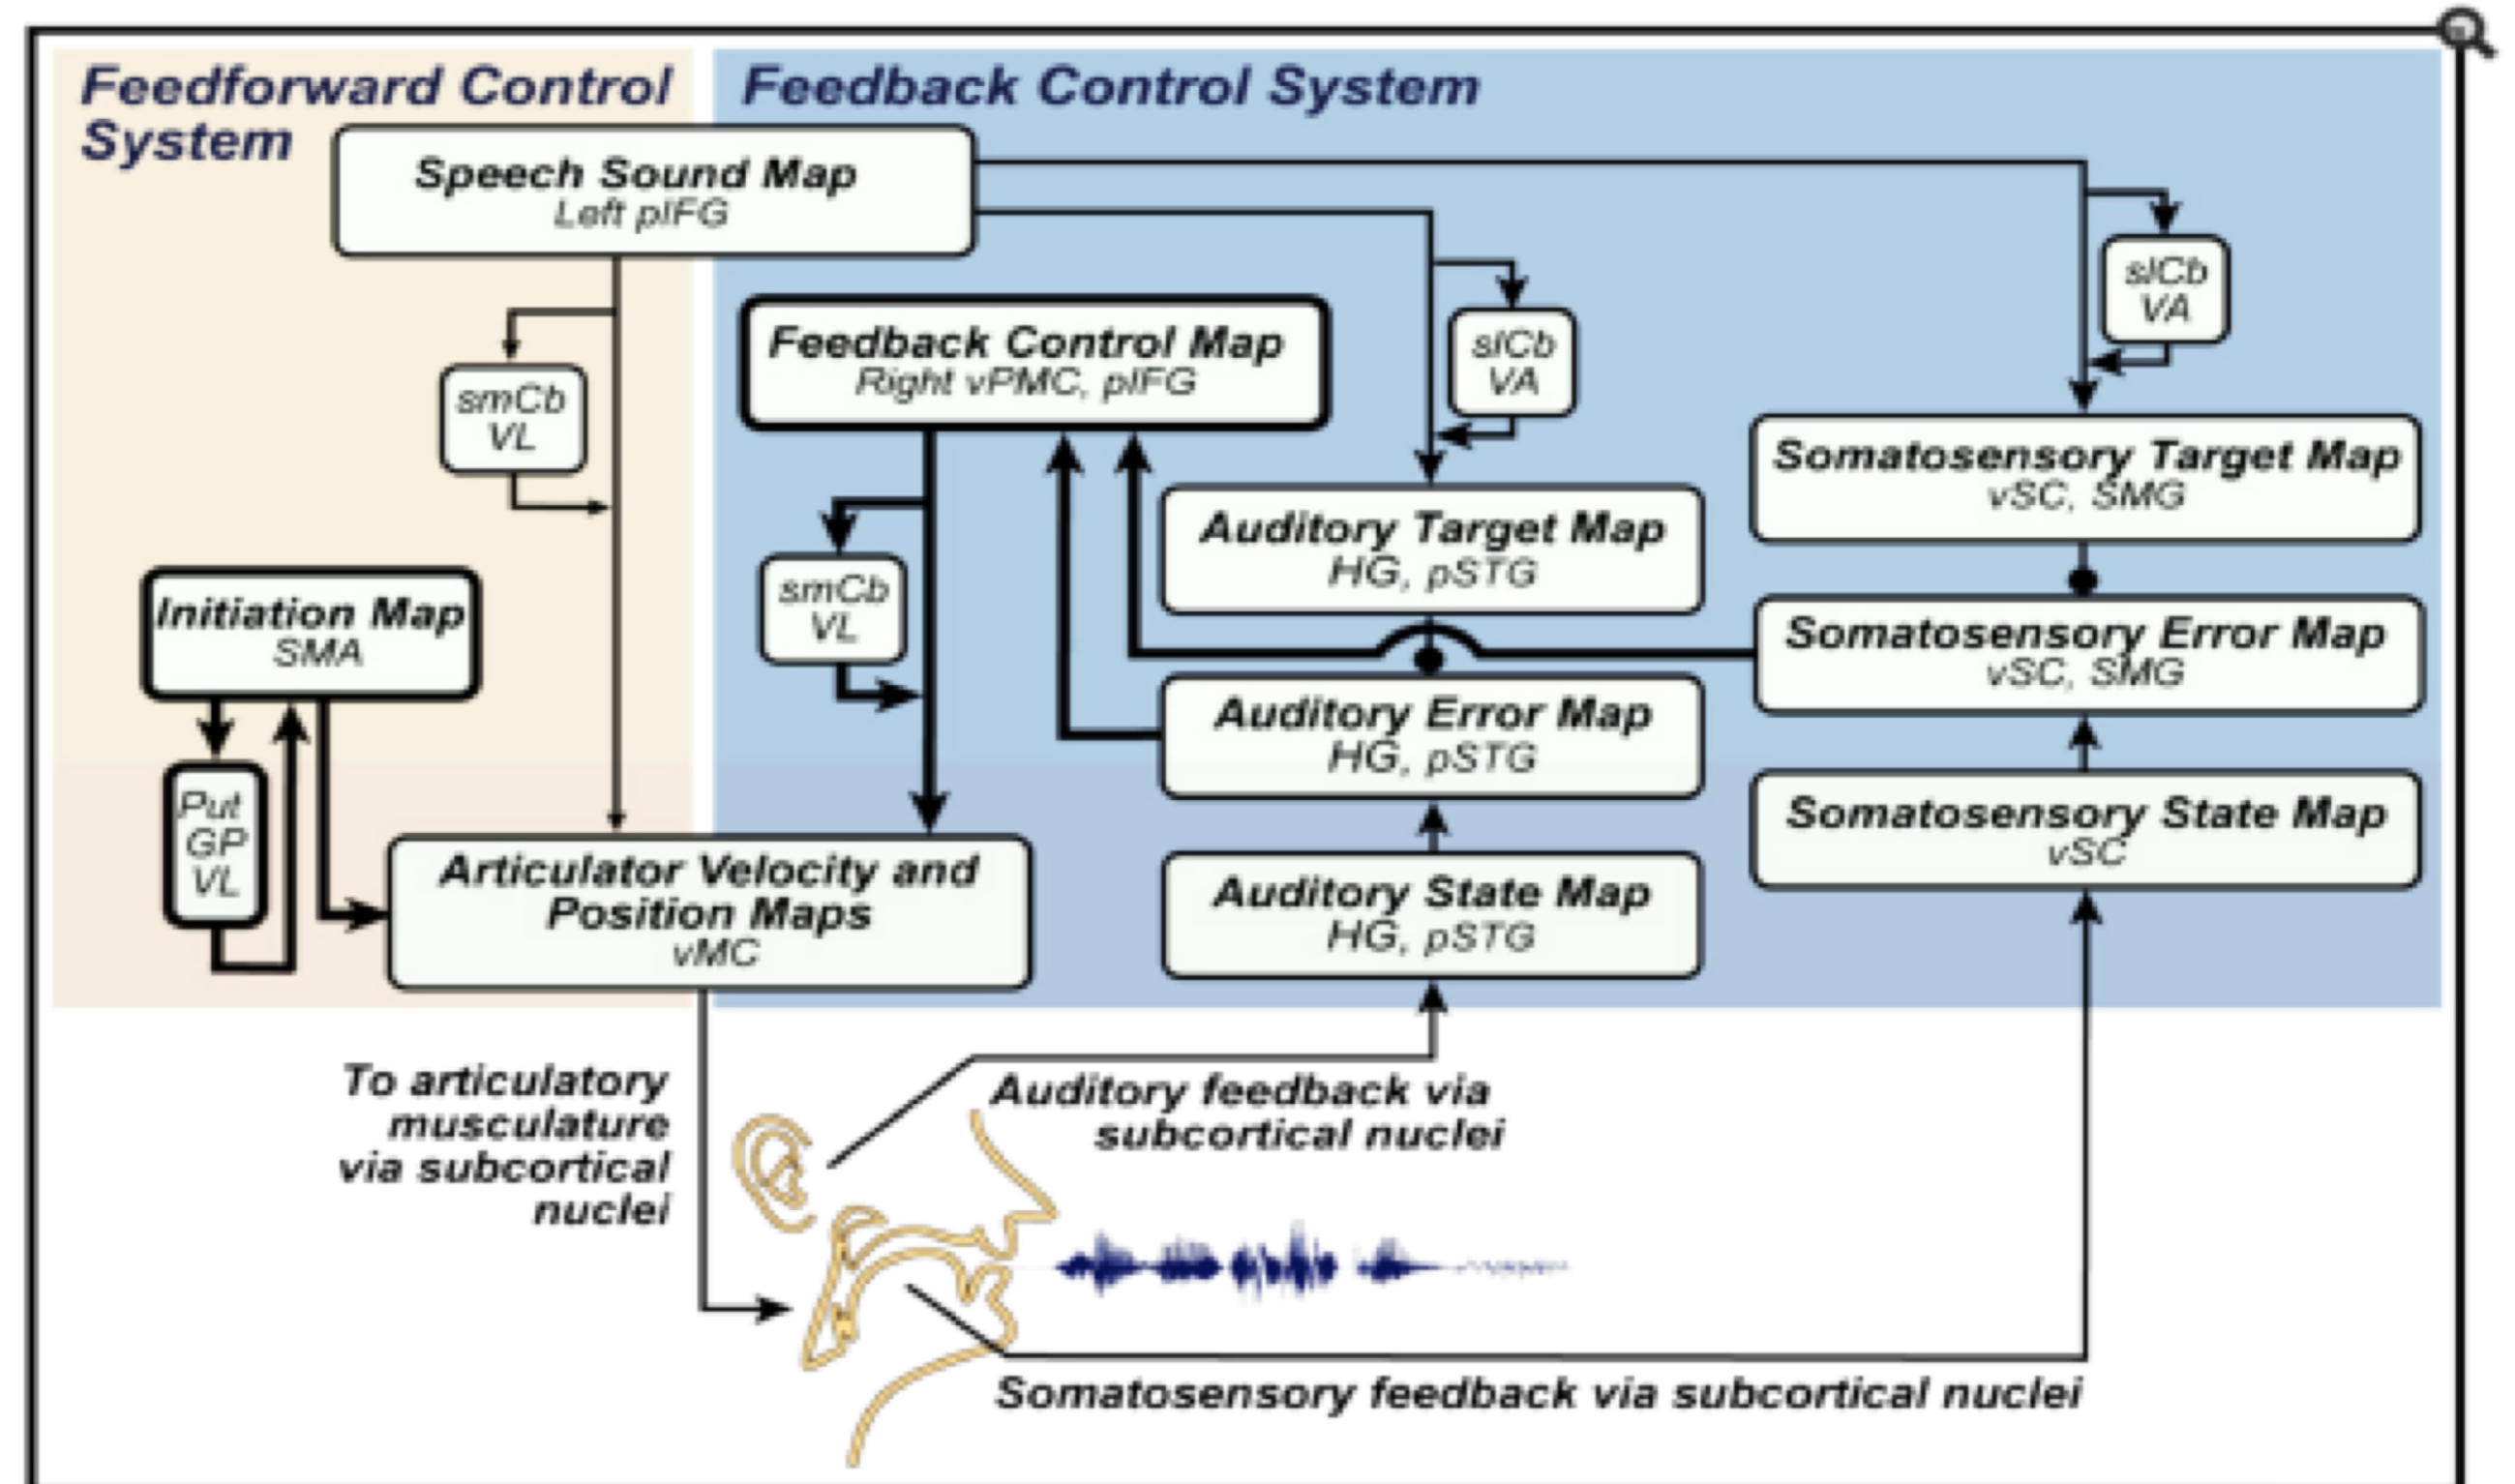 Feedforward Control
System
Feedback Control System
Speech Sound Map
Left pIFG
slCb
VA
Feedback Control Map
Right vPMC, pIFG
slCb
VA
smCb
VL
Somatosensory Target Map
vSC, SMG
Auditory Target Map
HG, pSTG
smCb
VL
Initiation Map
SMA
Somatosensory Error Map
vSC, SMG
Auditory Error Map
HG, pSTG
Put
GP
VL
Somatosensory State Map
vSC
Articulator Velocity and
Position Maps
vMC
Auditory State Map
HG, pSTG
To articulatory
musculature
via subcortical
nuclei
Auditory feedback via
subcortical nuclei
Somatosensory feedback via subcortical nuclei